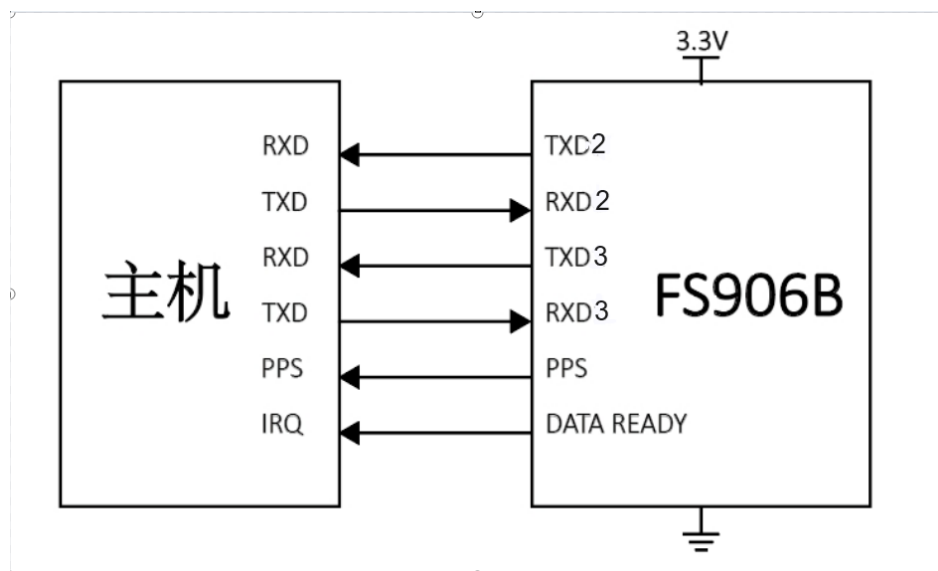 3.3V
RXD TXD2
TXD RXD2
RXD TXD3
主机 FS906B
TXD RXD3
PPS PPS
IRQ DATA READY